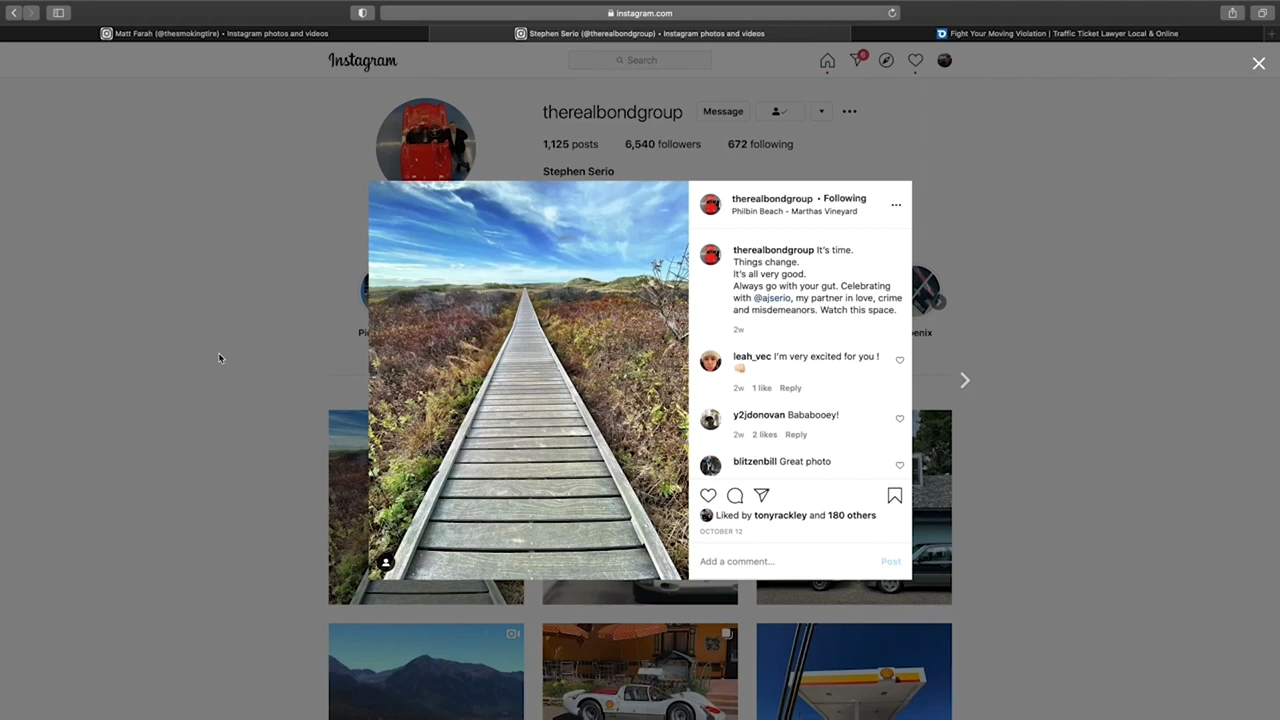 instagram.com
Matt Farah (@thesmokingtire) • Instagram photos and videos
Stephen Serio (@therealbondgroup) • Instagram photos and videos
Fight Your Moving Violation | Traffic Ticket Lawyer Local & Online
Instagram
Search
6
therealbondgroup
Message
1,125 posts
6,540 followers
672 following
Stephen Serio
therealbondgroup • Following
Philbin Beach - Marthas Vineyard
therealbondgroup It's time.
Things change.
It's all very good.
Always go with your gut. Celebrating
with @ajserio, my partner in love, crime
and misdemeanors. Watch this space.
2w
leah_vec I'm very excited for you !
2w 1 like Reply
y2jdonovan Bababooey!
2w 2 likes Reply
blitzenbill Great photo
Liked by tonyrackley and 180 others
OCTOBER 12
Add a comment...
Post